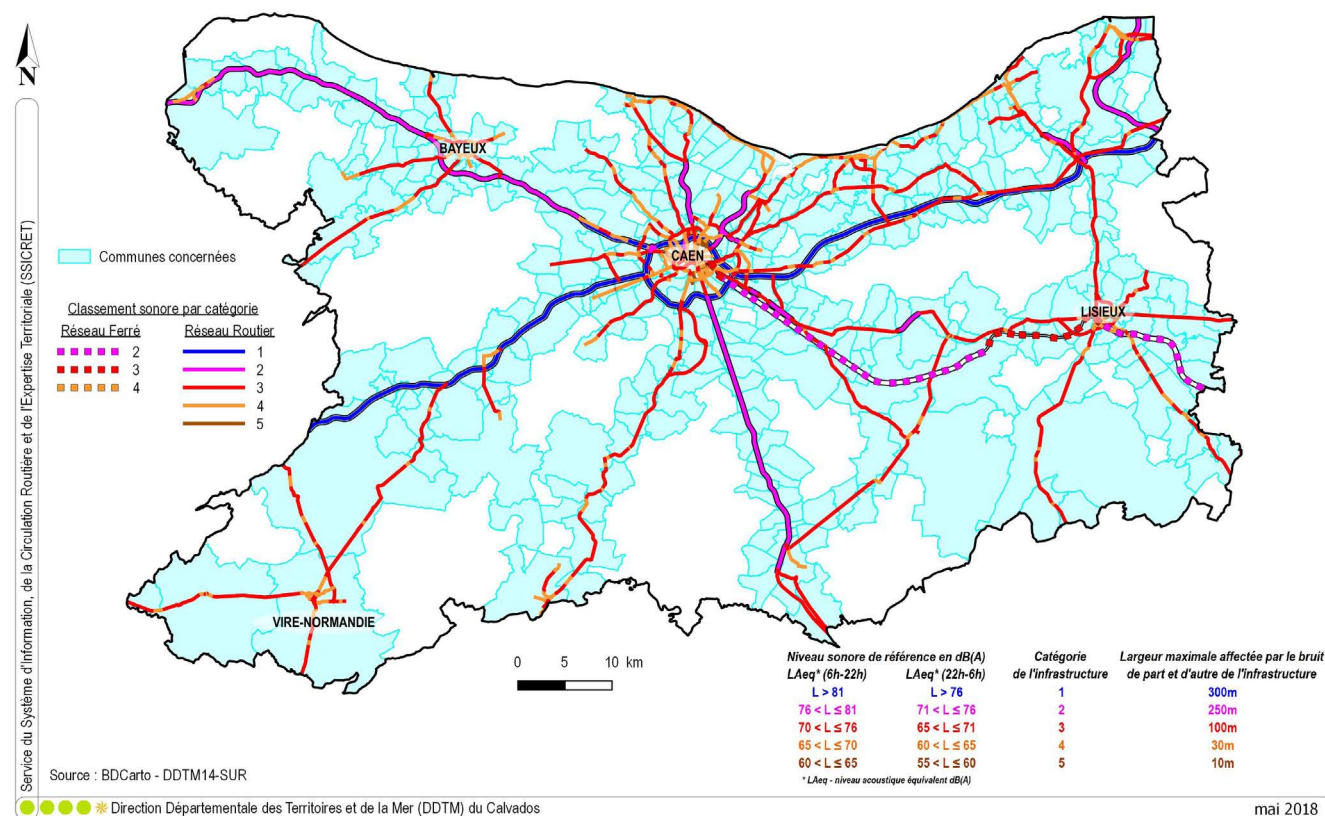 N
Service du Système d'Information, de la Circulation Routière et de l'Expertise Territoriale (SSICRET)
BAYEUX
CAEN
LISIEUX
VIRE-NORMANDIE
Communes concernées
Classement sonore par catégorie
Réseau Ferré
2
3
4
Réseau Routier
1
2
3
4
5
0 5 10 km
Niveau sonore de référence en dB(A) Catégorie Largeur maximale affectée par le bruit
LAeq* (6h-22h) LAeq* (22h-6h) de l'infrastructure de part et d'autre de l'infrastructure
L > 81 L > 76 1 300m
76 < L ≤ 81 71 < L ≤ 76 2 250m
70 < L ≤ 76 65 < L ≤ 71 3 100m
65 < L ≤ 70 60 < L ≤ 65 4 30m
60 < L ≤ 65 55 < L ≤ 60 5 10m
* LAeq - niveau acoustique équivalent dB(A)
Source : BDCarto - DDTM14-SUR
Direction Départementale des Territoires et de la Mer (DDTM) du Calvados
mai 2018